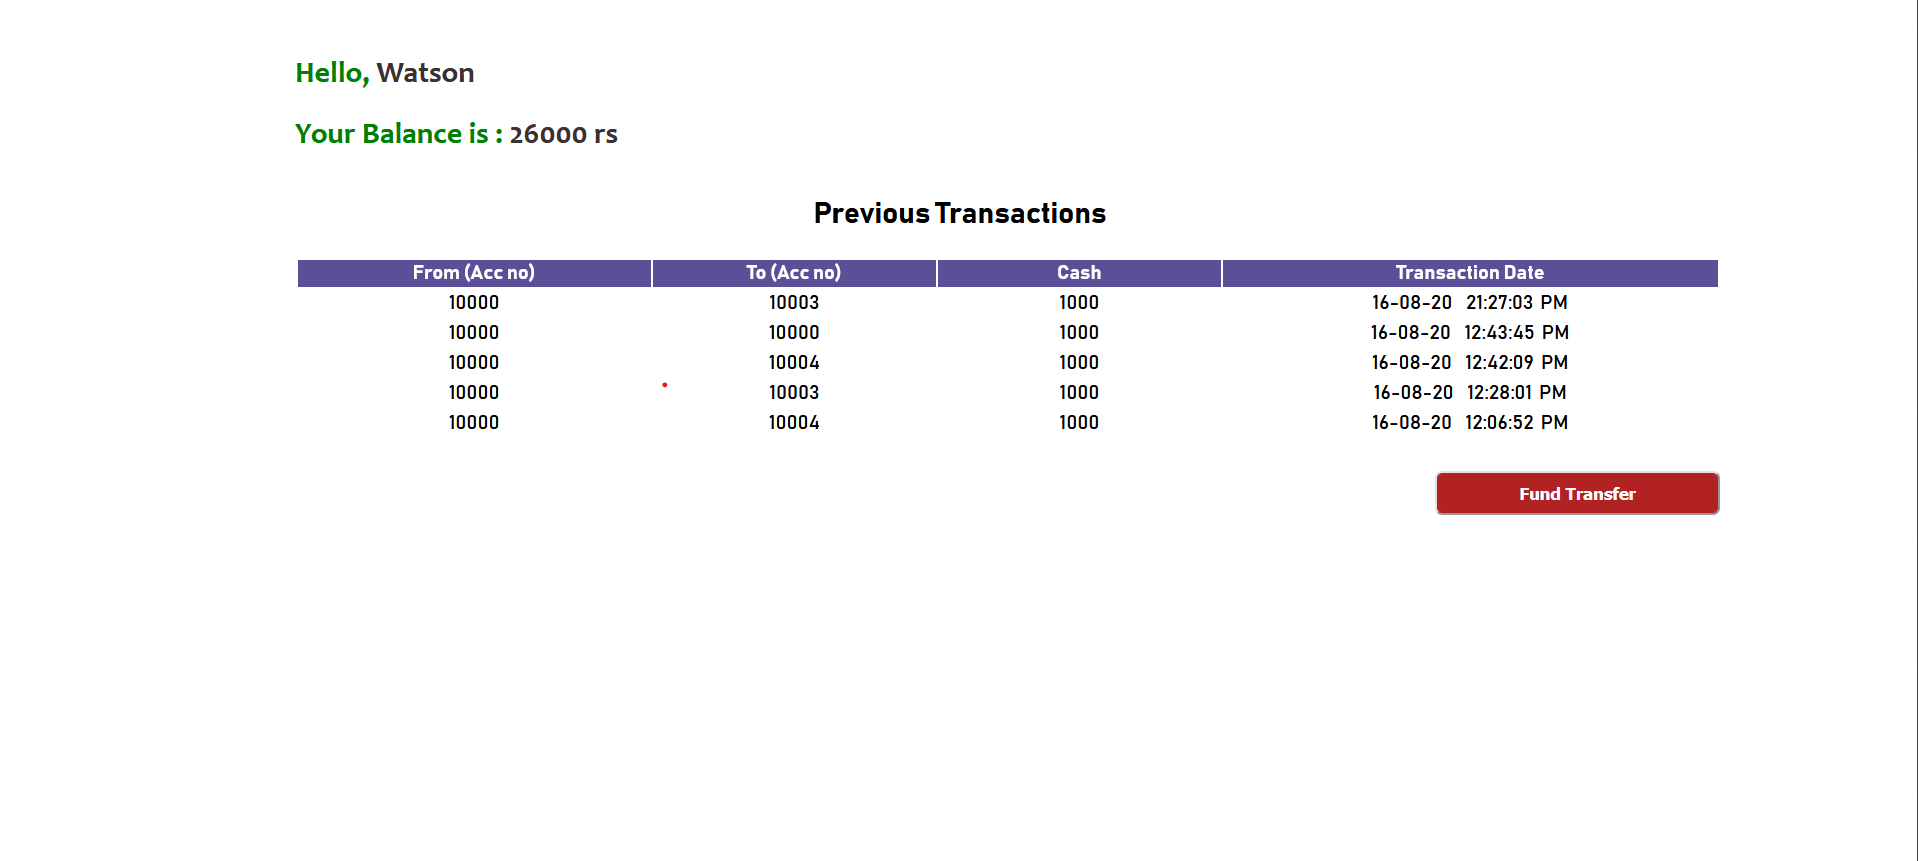 Hello, Watson
Your Balance is : 26000 rs
Previous Transactions
From (Acc no) To (Acc no) Cash Transaction Date
10000 10003 1000 16-08-20 21:27:03 PM
10000 10000 1000 16-08-20 12:43:45 PM
10000 10004 1000 16-08-20 12:42:09 PM
10000 10003 1000 16-08-20 12:28:01 PM
10000 10004 1000 16-08-20 12:06:52 PM
Fund Transfer